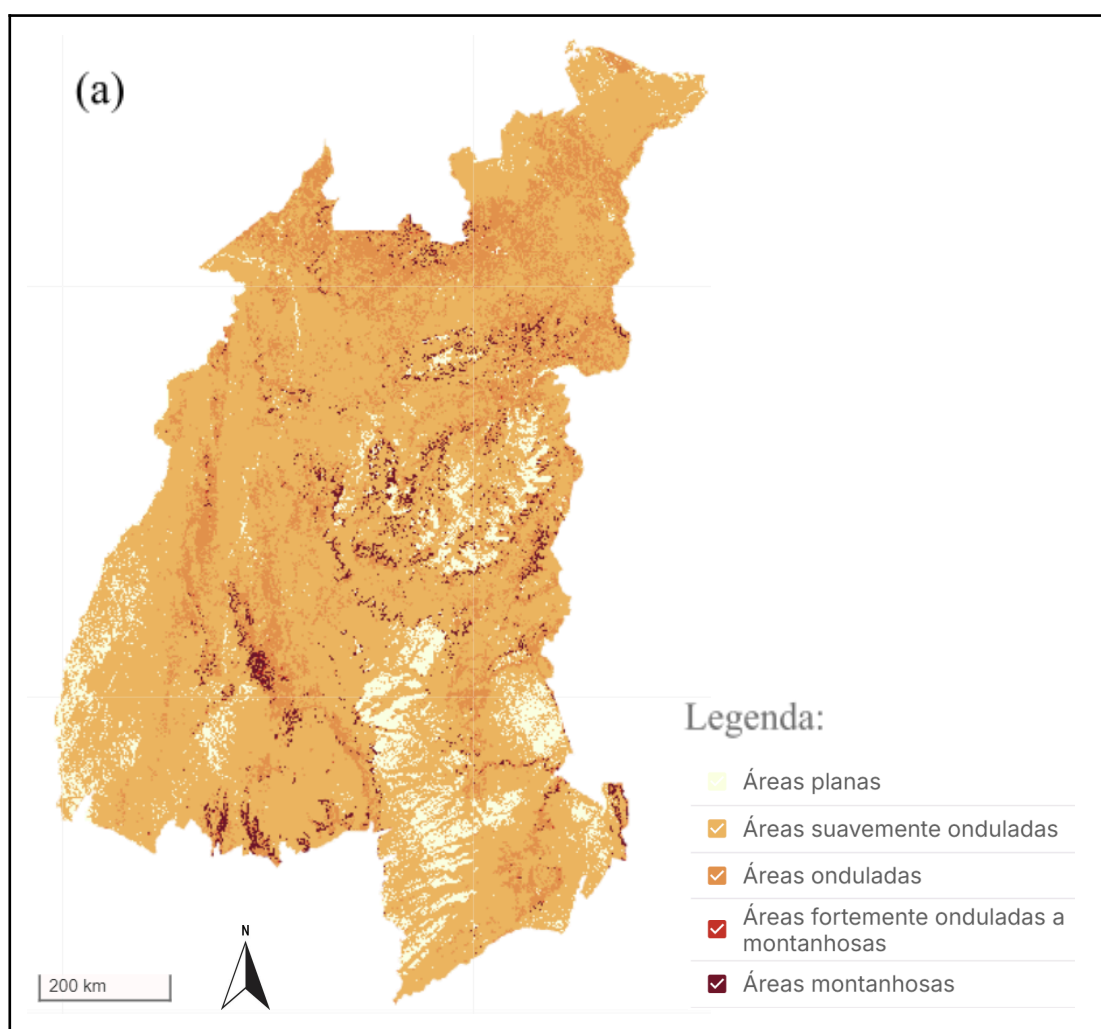 (a)
Legenda:
Áreas planas
Áreas suavemente onduladas
Áreas onduladas
Áreas fortemente onduladas a
montanhosas
Áreas montanhosas
N
200 km